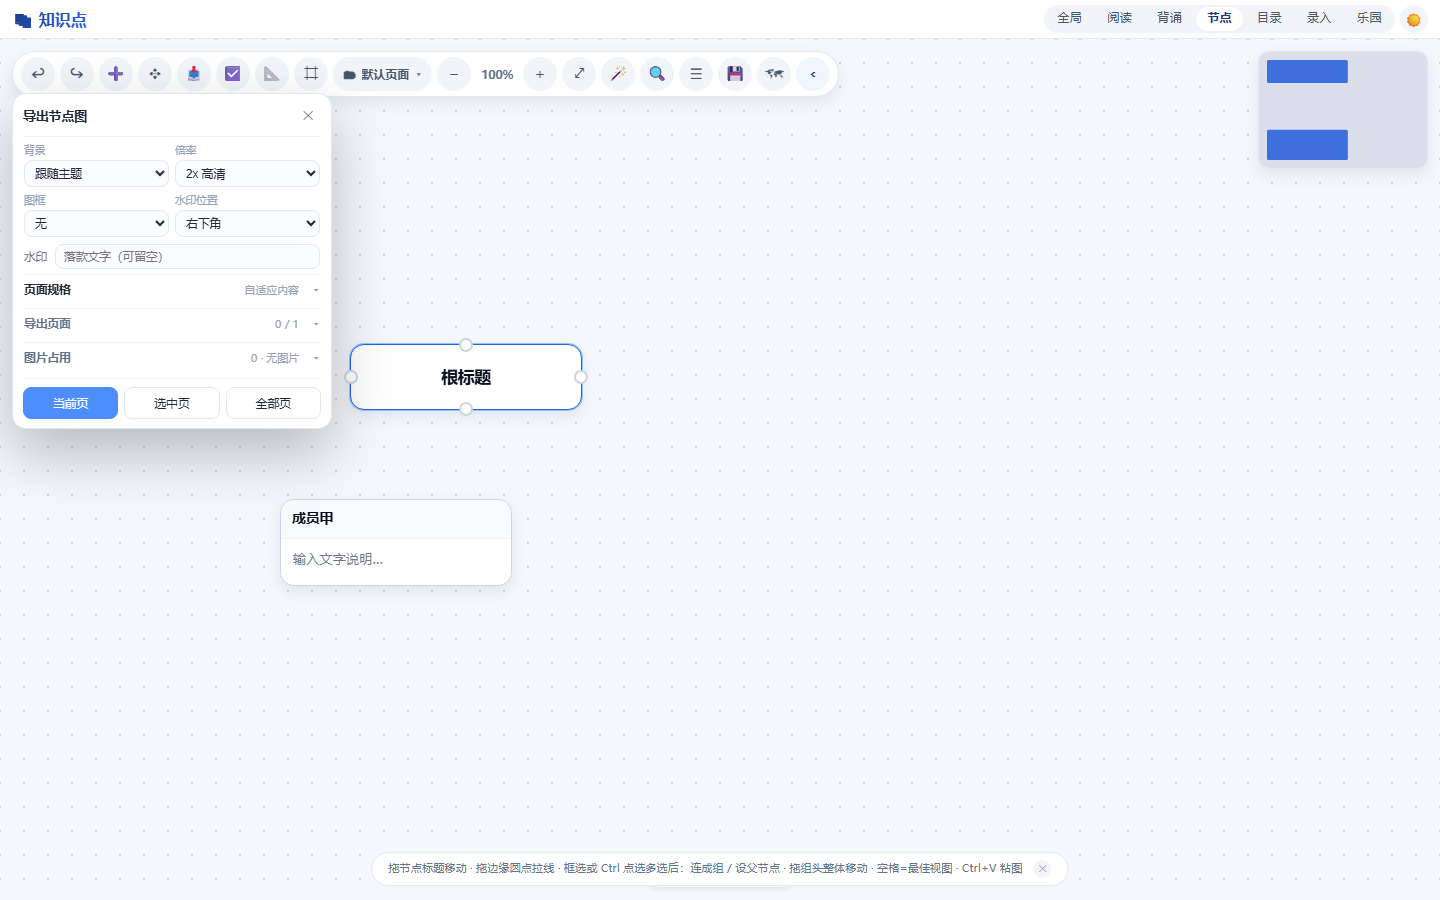 知识点
全局 阅读 背诵 节点 目录 录入 乐园
默认页面 100%
导出节点图
背景 倍率
跟随主题 2x 高清
图框 水印位置
无 右下角
水印 落款文字（可留空）
页面规格 自适应内容
导出页面 0 / 1
图片占用 0 · 无图片
当前页 选中页 全部页
根标题
成员甲
输入文字说明...
拖节点标题移动 · 拖边缘圆点拉线 · 框选或 Ctrl 点选多选后：连成组 / 设父节点 · 拖组头整体移动 · 空格=最佳视图 · Ctrl+V 粘图